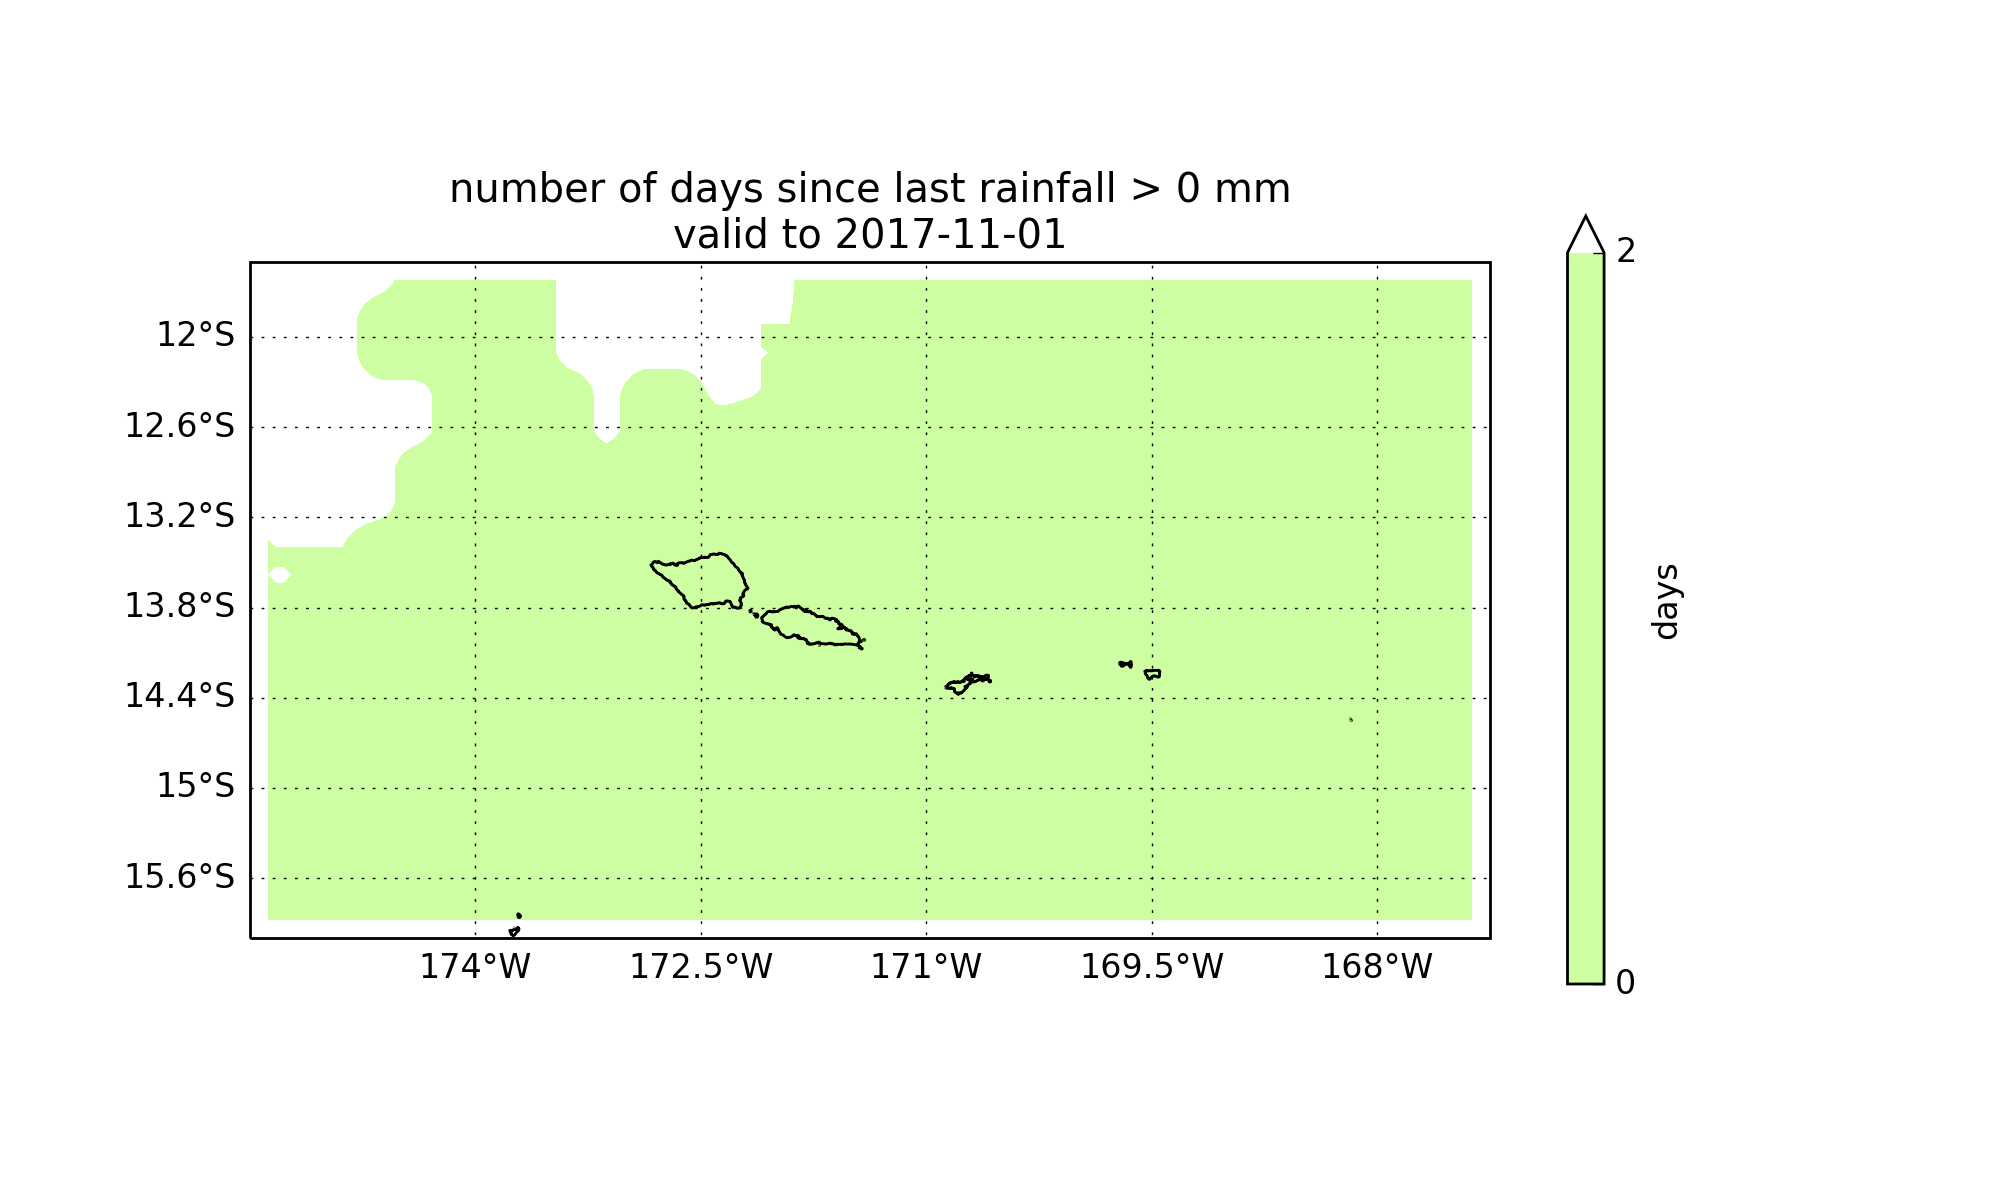 number of days since last rainfall > 0 mm
valid to 2017-11-01
2
12°S
12.6°S
13.2°S
13.8°S
14.4°S
15°S
15.6°S
days
174°W
172.5°W
171°W
169.5°W
168°W
0